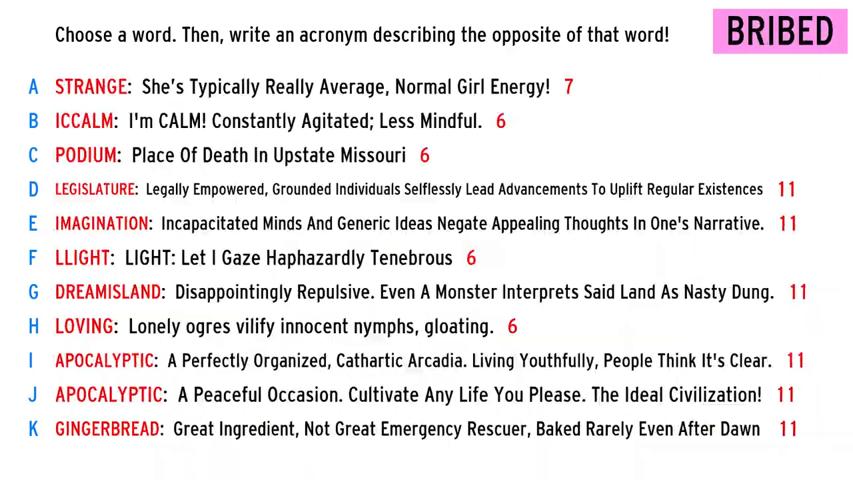 Choose a word. Then, write an acronym describing the opposite of that word!
BRIBED
A STRANGE: She's Typically Really Average, Normal Girl Energy! 7
B ICCALM: I'm CALM! Constantly Agitated; Less Mindful. 6
C PODIUM: Place Of Death In Upstate Missouri 6
D LEGISLATURE: Legally Empowered, Grounded Individuals Selflessly Lead Advancements To Uplift Regular Existences 11
E IMAGINATION: Incapacitated Minds And Generic Ideas Negate Appealing Thoughts In One's Narrative. 11
F LLIGHT: LIGHT: Let I Gaze Haphazardly Tenebrous 6
G DREAMISLAND: Disappointingly Repulsive. Even A Monster Interprets Said Land As Nasty Dung. 11
H LOVING: Lonely ogres vilify innocent nymphs, gloating. 6
I APOCALYPTIC: A Perfectly Organized, Cathartic Arcadia. Living Youthfully, People Think It's Clear. 11
J APOCALYPTIC: A Peaceful Occasion. Cultivate Any Life You Please. The Ideal Civilization! 11
K GINGERBREAD: Great Ingredient, Not Great Emergency Rescuer, Baked Rarely Even After Dawn 11